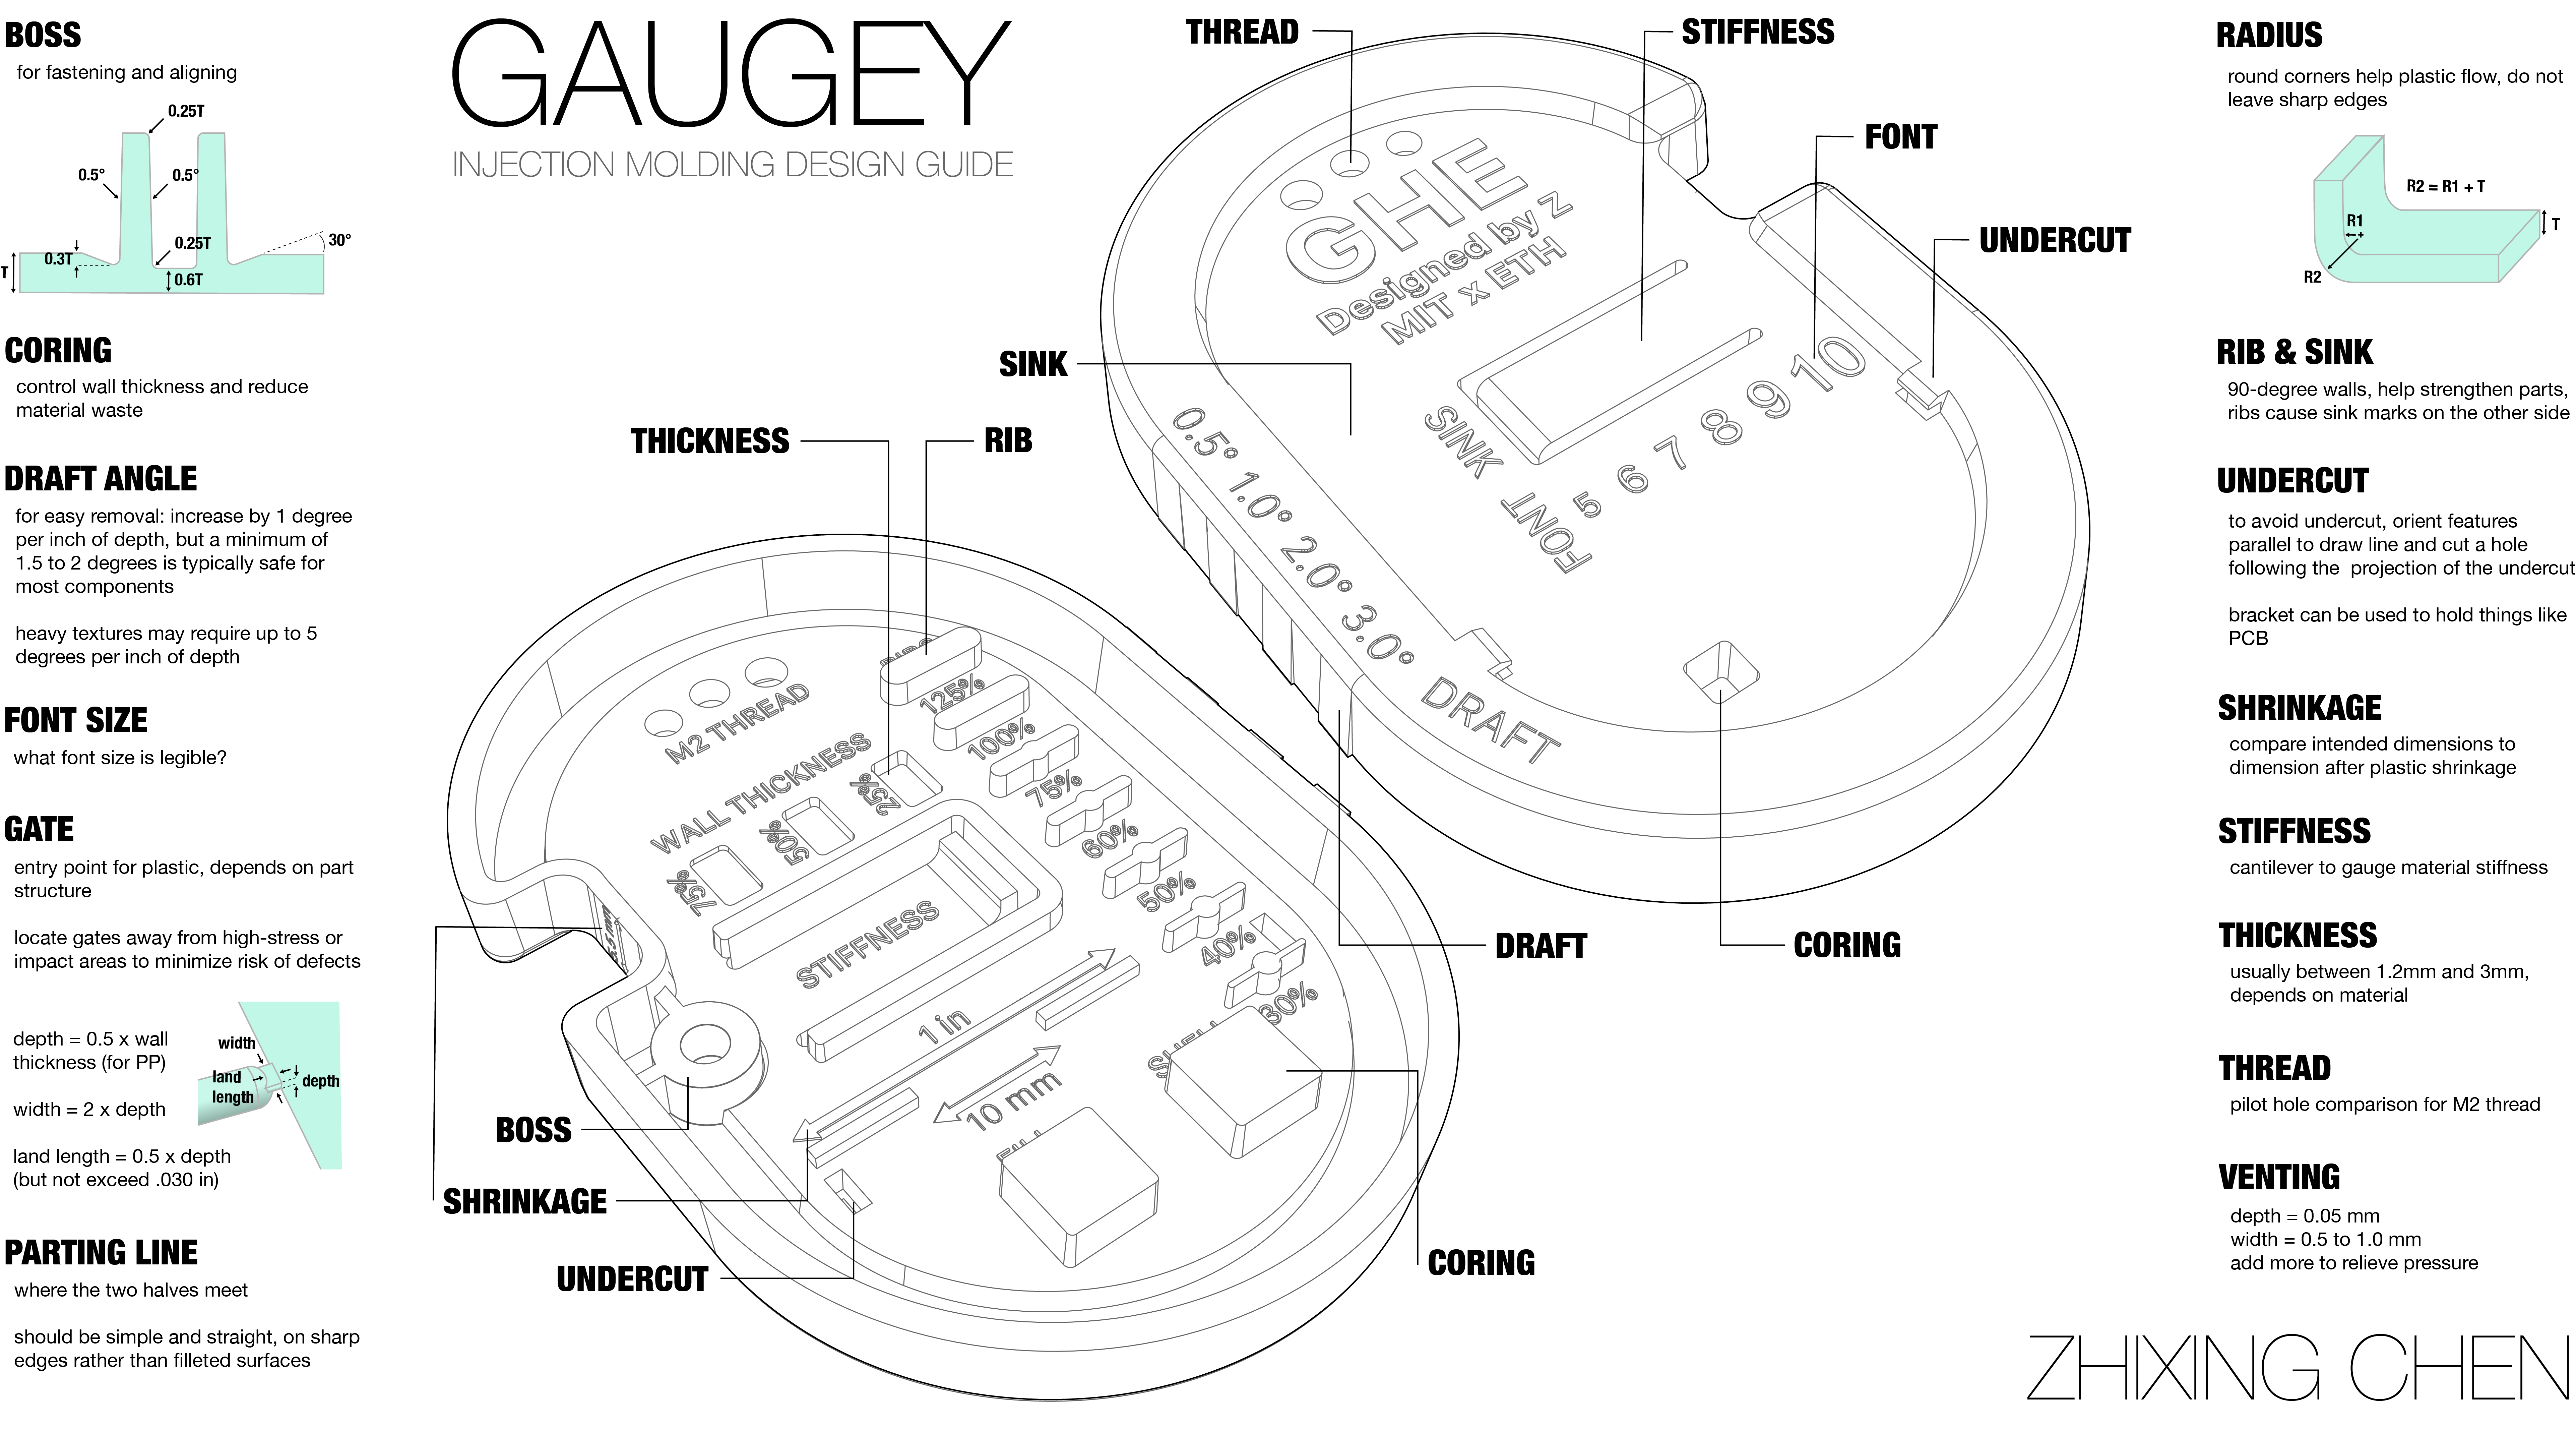 BOSS
for fastening and aligning
0.25T
0.5°
0.5°
0.25T
30°
0.3T
T
0.6T
CORING
control wall thickness and reduce
material waste
DRAFT ANGLE
for easy removal: increase by 1 degree
per inch of depth, but a minimum of
1.5 to 2 degrees is typically safe for
most components
heavy textures may require up to 5
degrees per inch of depth
FONT SIZE
what font size is legible?
GATE
entry point for plastic, depends on part
structure
locate gates away from high-stress or
impact areas to minimize risk of defects
depth = 0.5 x wall
thickness (for PP)
width = 2 x depth
land length = 0.5 x depth
(but not exceed .030 in)
width
land
length
depth
PARTING LINE
where the two halves meet
should be simple and straight, on sharp
edges rather than filleted surfaces
GAUGEY
INJECTION MOLDING DESIGN GUIDE
THREAD
STIFFNESS
FONT
UNDERCUT
SINK
THICKNESS
RIB
GHE
Designed by Z
MIT x ETH
SINK
FONT
5 6 7 8 9 10
0.5° 1.0° 2.0° 3.0° DRAFT
M2 THREAD
WALL THICKNESS
75% 50% 25%
125%
100%
75%
60%
50%
40%
30%
STIFFNESS
1 in
10 mm
DRAFT
CORING
BOSS
SHRINKAGE
UNDERCUT
CORING
RADIUS
round corners help plastic flow, do not
leave sharp edges
R2 = R1 + T
R1
T
R2
RIB & SINK
90-degree walls, help strengthen parts,
ribs cause sink marks on the other side
UNDERCUT
to avoid undercut, orient features
parallel to draw line and cut a hole
following the projection of the undercut
bracket can be used to hold things like
PCB
SHRINKAGE
compare intended dimensions to
dimension after plastic shrinkage
STIFFNESS
cantilever to gauge material stiffness
THICKNESS
usually between 1.2mm and 3mm,
depends on material
THREAD
pilot hole comparison for M2 thread
VENTING
depth = 0.05 mm
width = 0.5 to 1.0 mm
add more to relieve pressure
ZHIXING CHEN